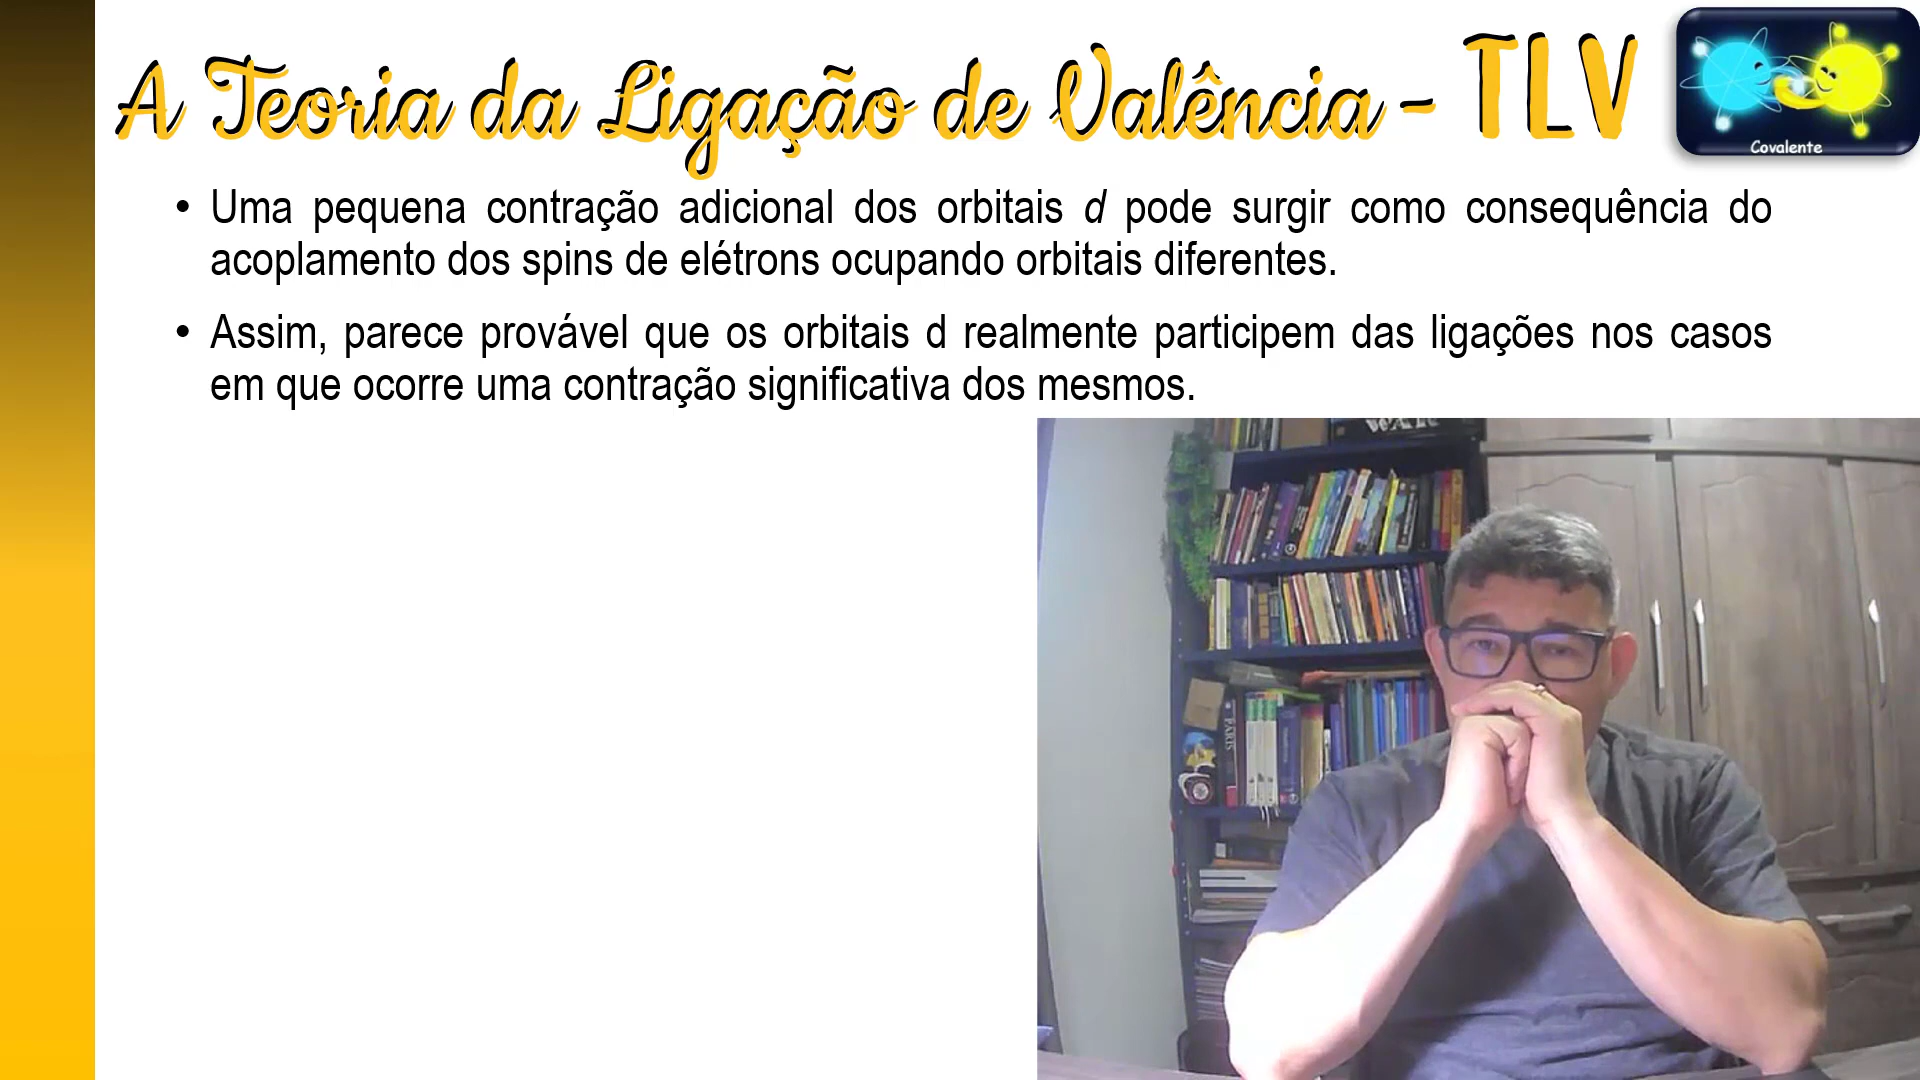 A Teoria da Ligação de Valência - TLV
Covalente
• Uma pequena contração adicional dos orbitais d pode surgir como consequência do
acoplamento dos spins de elétrons ocupando orbitais diferentes.
• Assim, parece provável que os orbitais d realmente participem das ligações nos casos
em que ocorre uma contração significativa dos mesmos.
WAR
PARIS